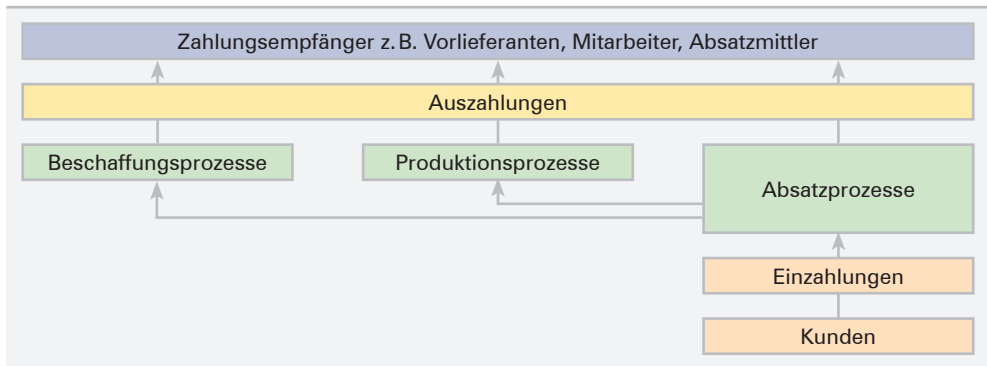 Zahlungsempfänger z. B. Vorlieferanten, Mitarbeiter, Absatzmittler
Auszahlungen
Beschaffungsprozesse
Produktionsprozesse
Absatzprozesse
Einzahlungen
Kunden